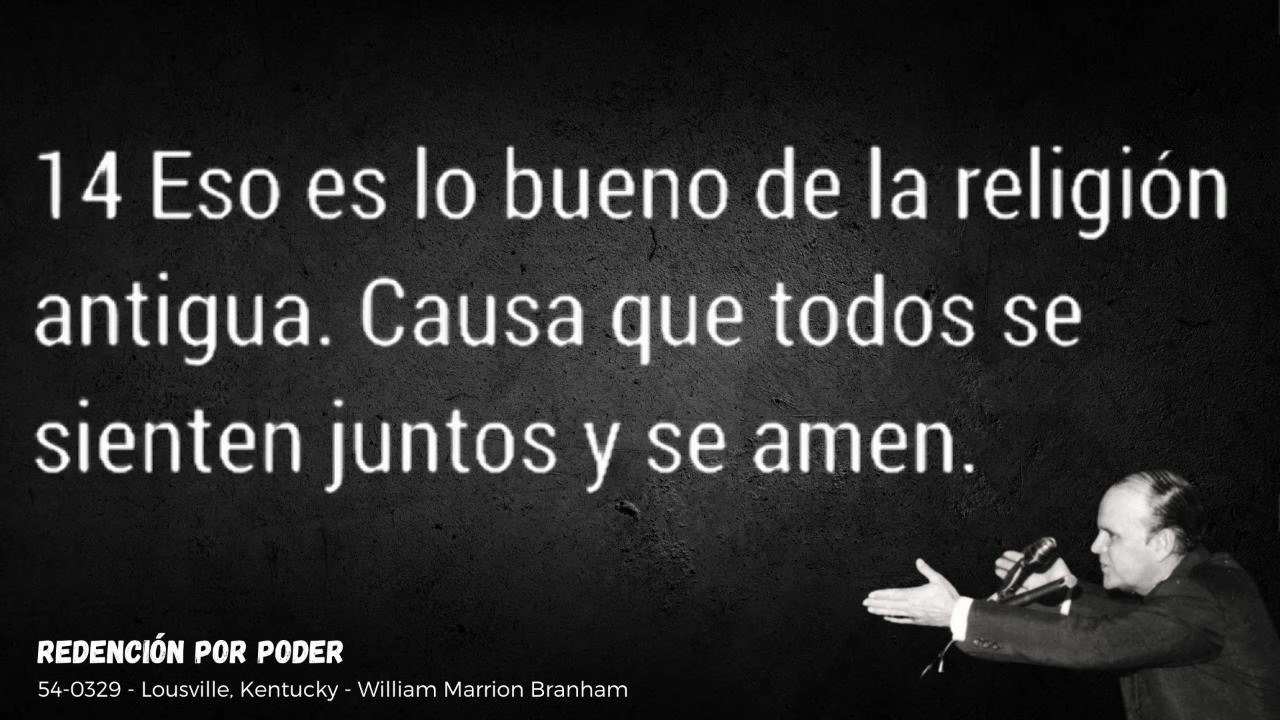 14 Eso es lo bueno de la religión
antigua. Causa que todos se
sienten juntos y se amen.
REDENCIÓN POR PODER
54-0329 - Lousville, Kentucky - William Marrion Branham